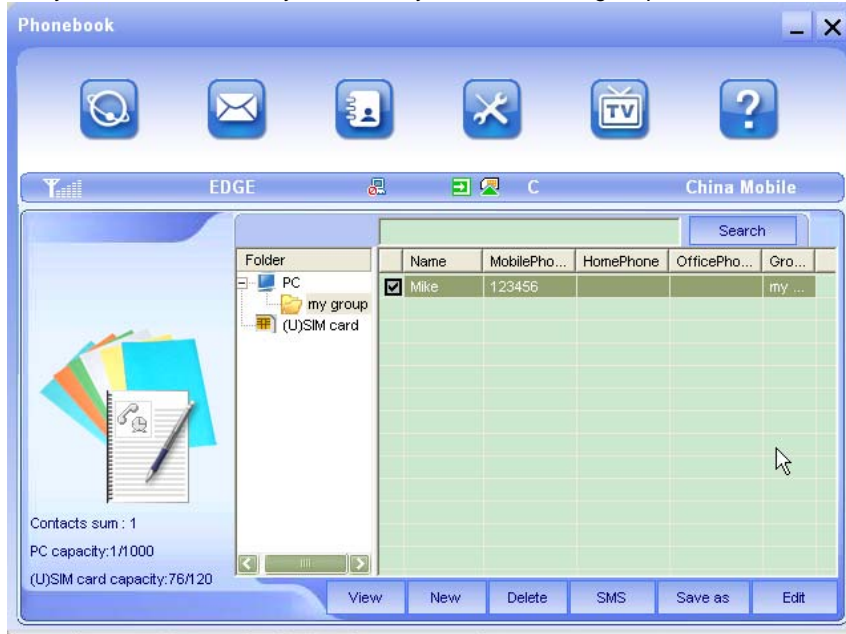 Phonebook
TV
EDGE C China Mobile
Search
Folder Name MobilePho... HomePhone OfficePho... Gro...
PC Mike 123456 my ...
my group
(U)SIM card
Contacts sum : 1
PC capacity:1/1000
(U)SIM card capacity:76/120
View New Delete SMS Save as Edit